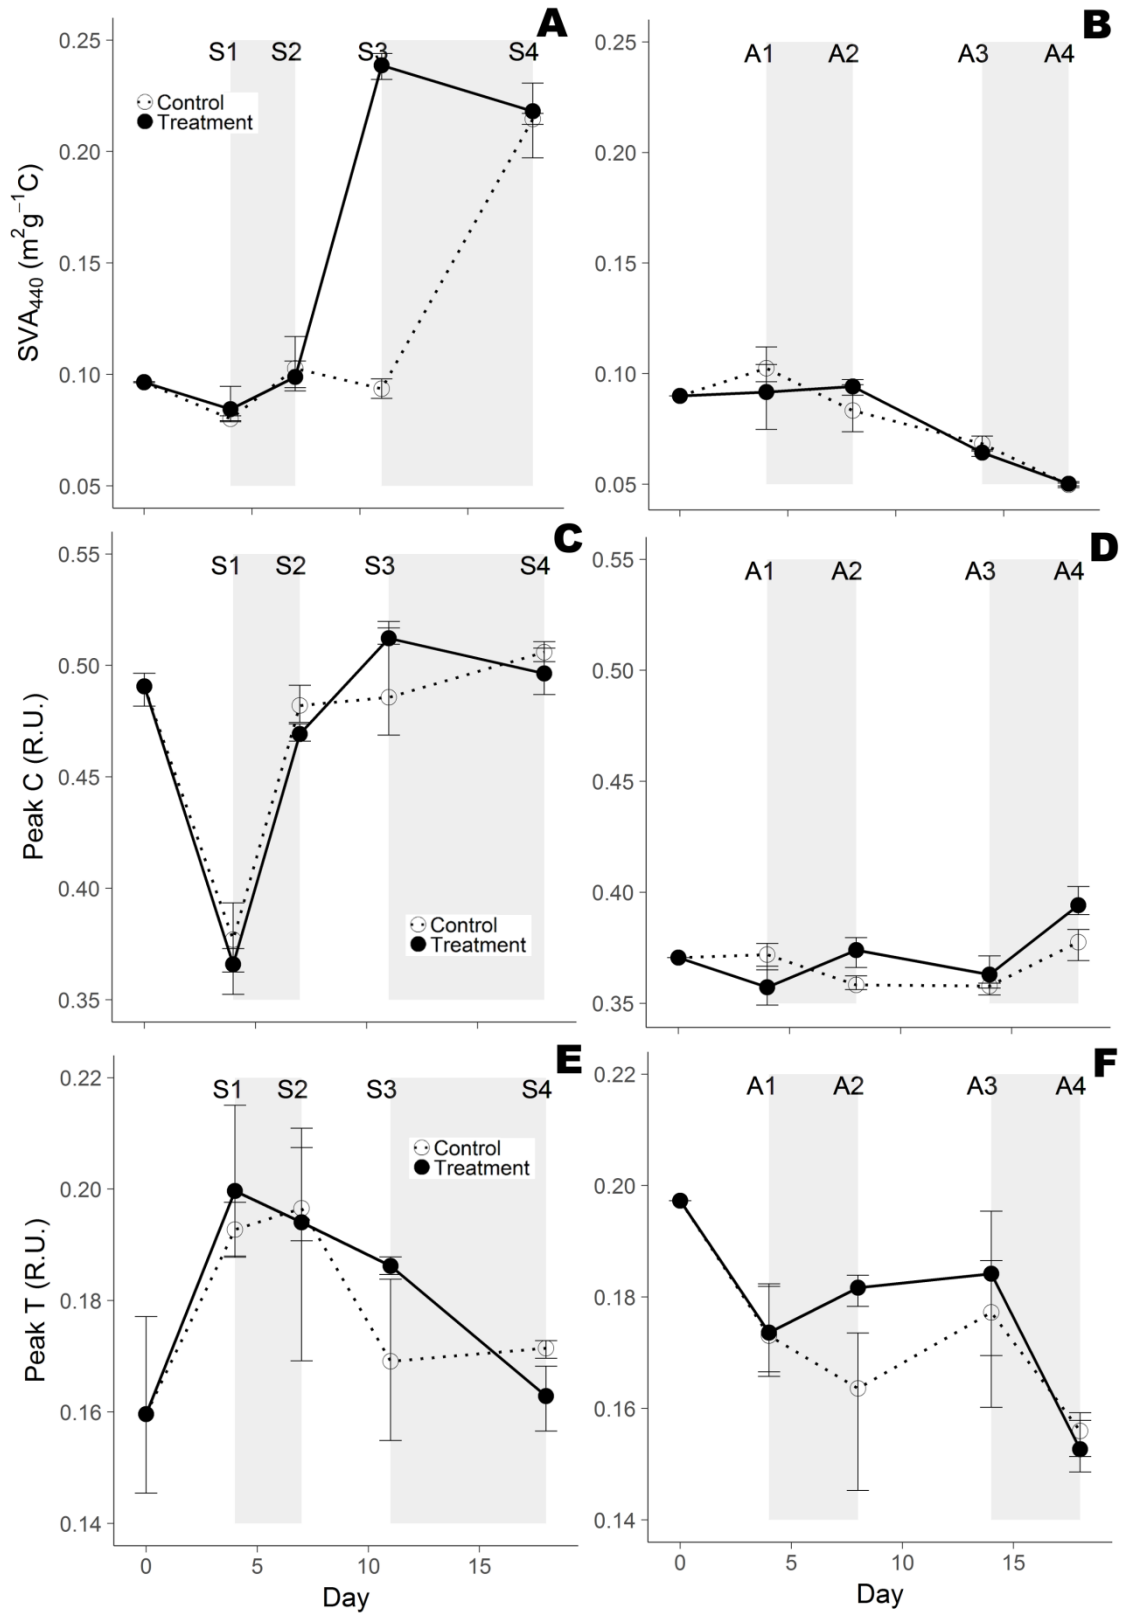 A
S1 S2 S3 S4
0.25
0.20
0.15
0.10
0.05
Control
Treatment
SVA440 (m2g−1C)
B
A1 A2 A3 A4
0.25
0.20
0.15
0.10
0.05
C
S1 S2 S3 S4
0.55
0.50
0.45
0.40
0.35
Control
Treatment
Peak C (R.U.)
D
A1 A2 A3 A4
0.55
0.50
0.45
0.40
0.35
E
S1 S2 S3 S4
0.22
0.20
0.18
0.16
0.14
Control
Treatment
Peak T (R.U.)
0 5 10 15
Day
F
A1 A2 A3 A4
0.22
0.20
0.18
0.16
0.14
0 5 10 15
Day